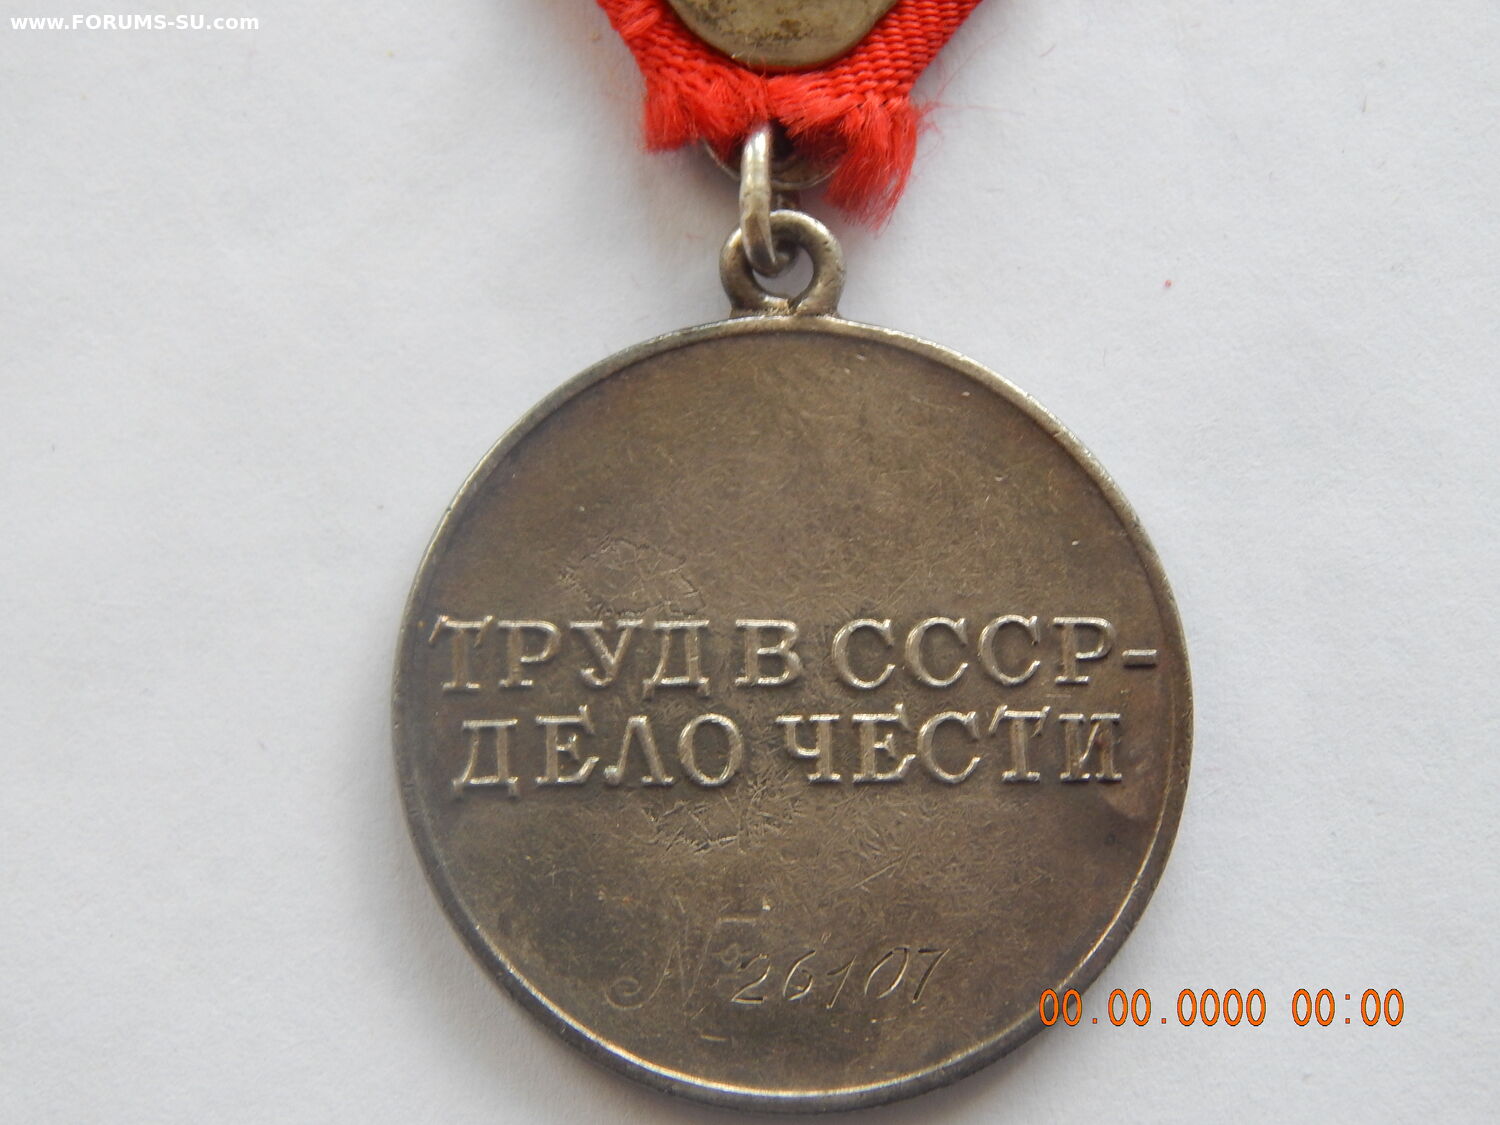 www.FORUMS-SU.com
ТРУД В СССР-
ДЕЛО ЧЕСТИ
№ 26107
00.00.0000 00:00